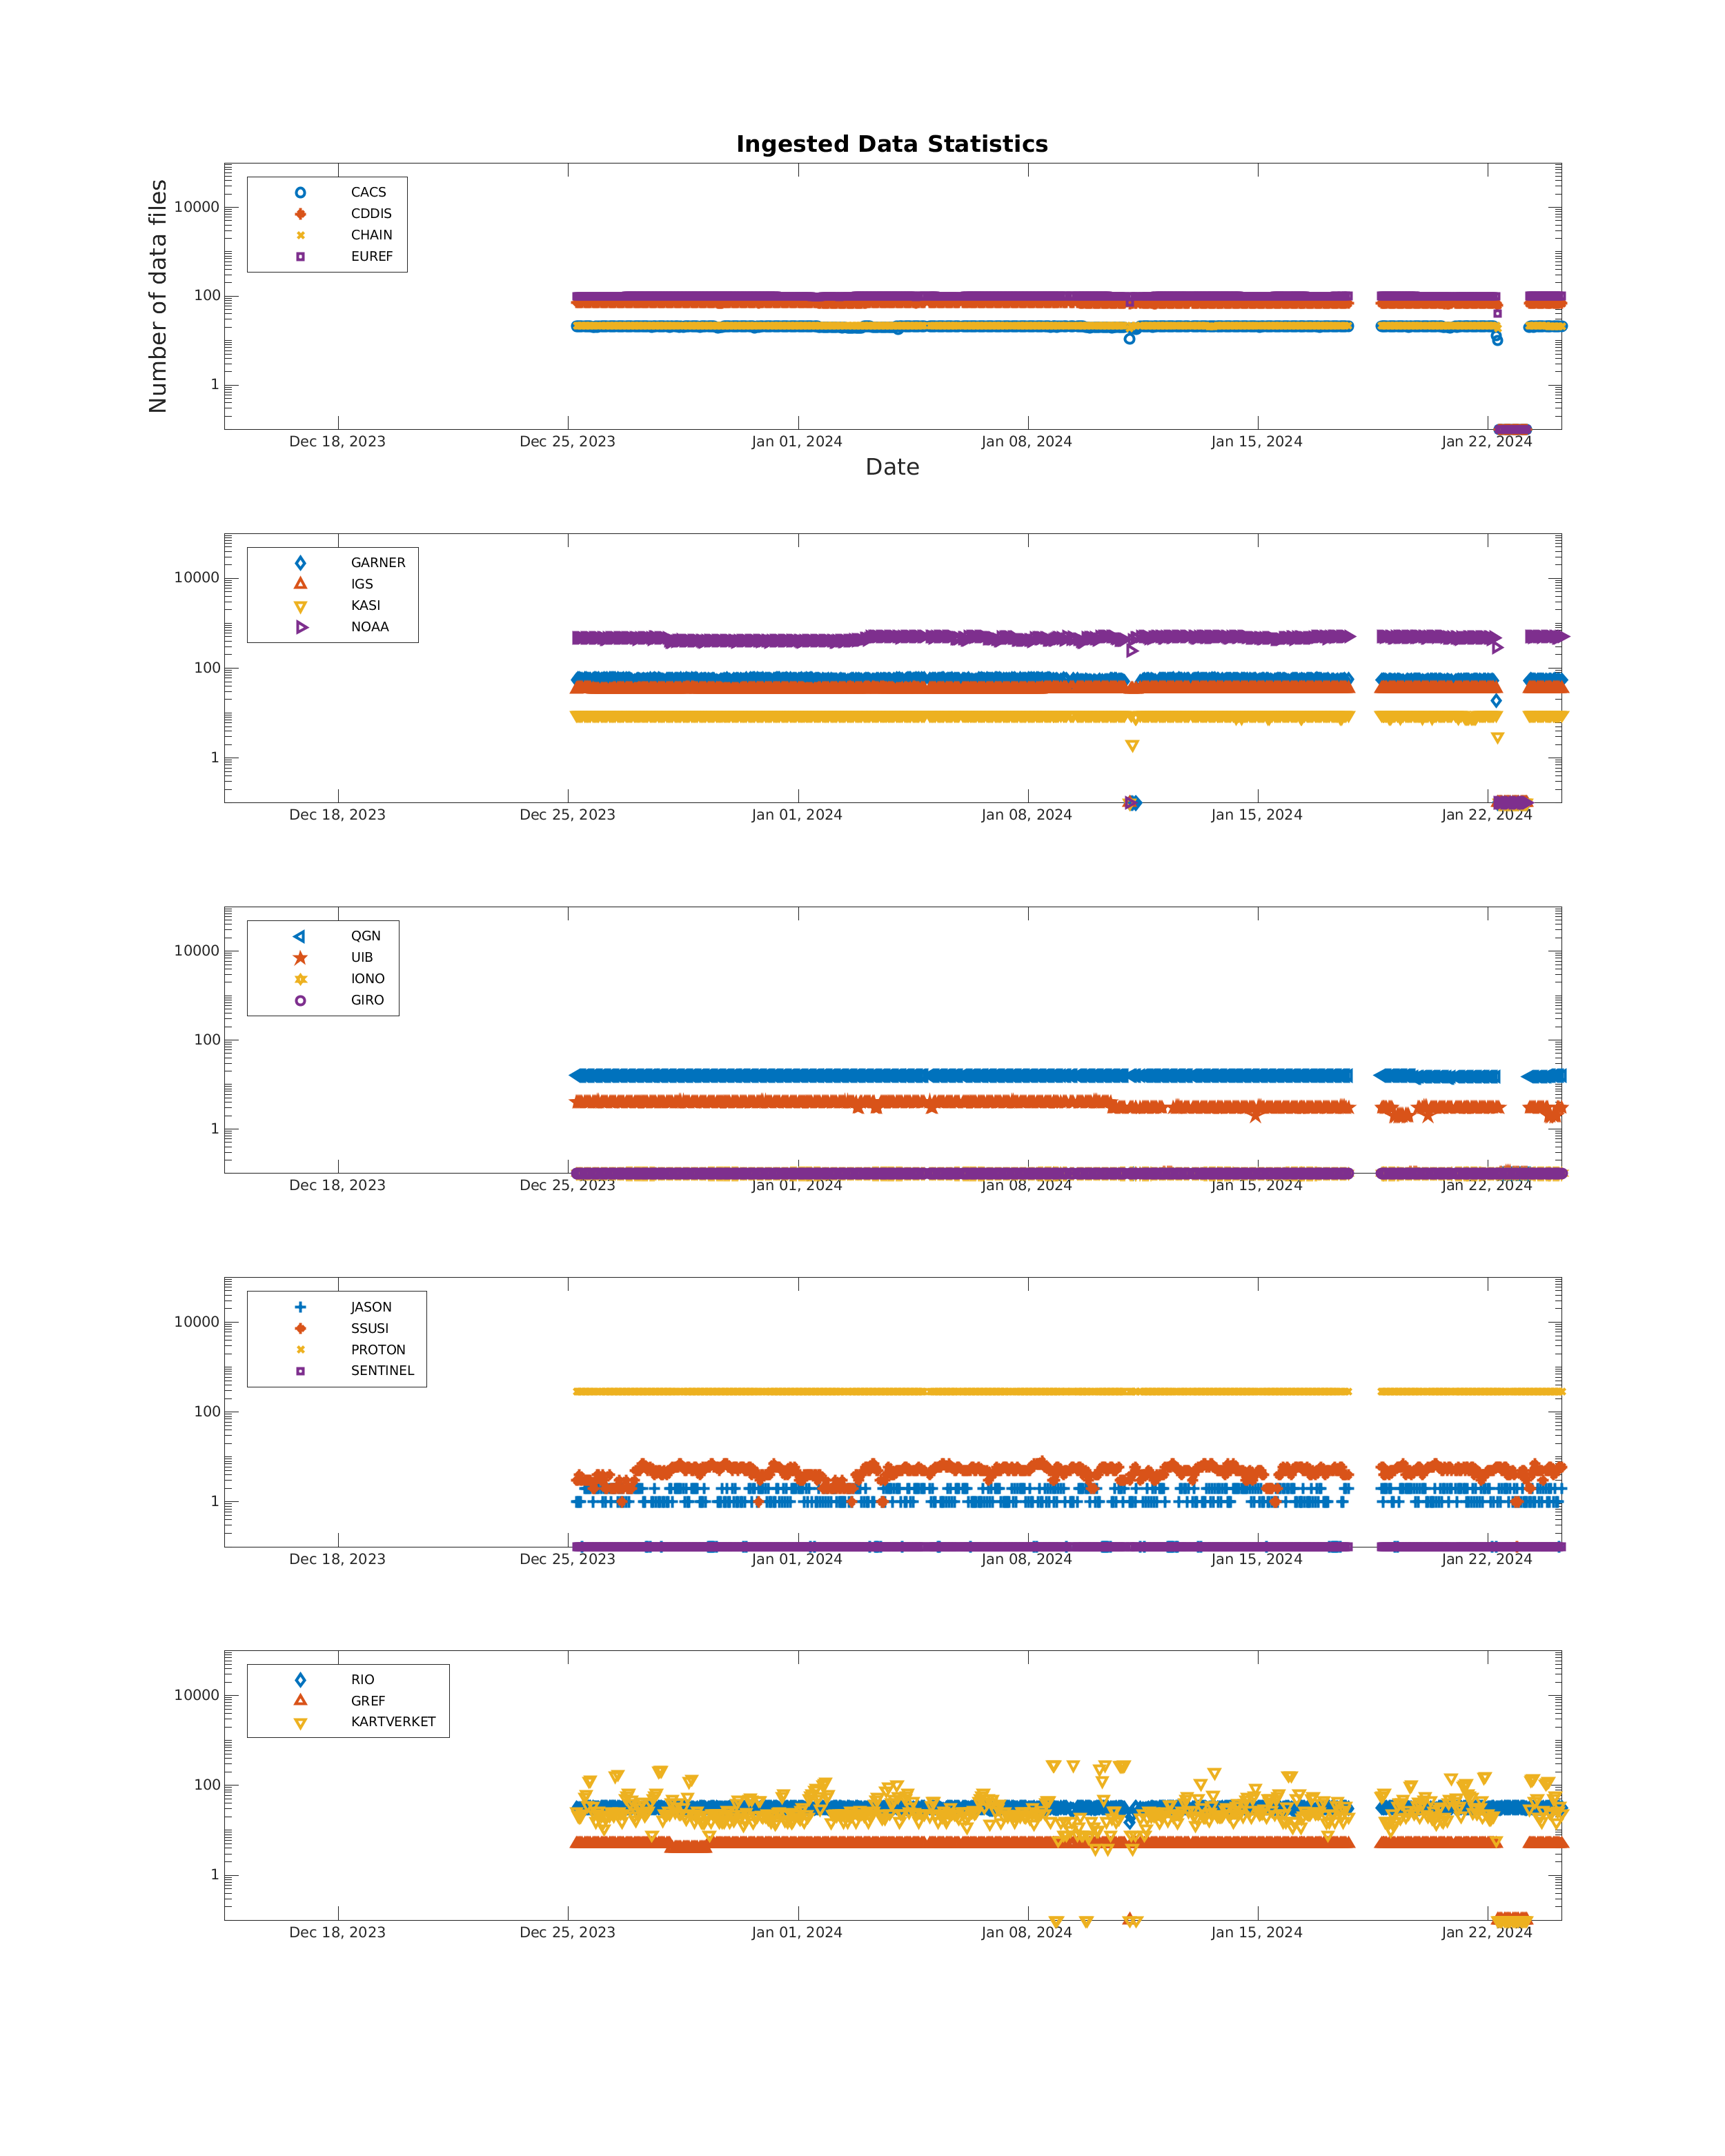 Ingested Data Statistics
Number of data files
10000
100
1
CACS
CDDIS
CHAIN
EUREF
Dec 18, 2023 Dec 25, 2023 Jan 01, 2024 Jan 08, 2024 Jan 15, 2024 Jan 22, 2024
Date
10000
100
1
GARNER
IGS
KASI
NOAA
Dec 18, 2023 Dec 25, 2023 Jan 01, 2024 Jan 08, 2024 Jan 15, 2024 Jan 22, 2024
10000
100
1
QGN
UIB
IONO
GIRO
Dec 18, 2023 Dec 25, 2023 Jan 01, 2024 Jan 08, 2024 Jan 15, 2024 Jan 22, 2024
10000
100
1
JASON
SSUSI
PROTON
SENTINEL
Dec 18, 2023 Dec 25, 2023 Jan 01, 2024 Jan 08, 2024 Jan 15, 2024 Jan 22, 2024
10000
100
1
RIO
GREF
KARTVERKET
Dec 18, 2023 Dec 25, 2023 Jan 01, 2024 Jan 08, 2024 Jan 15, 2024 Jan 22, 2024